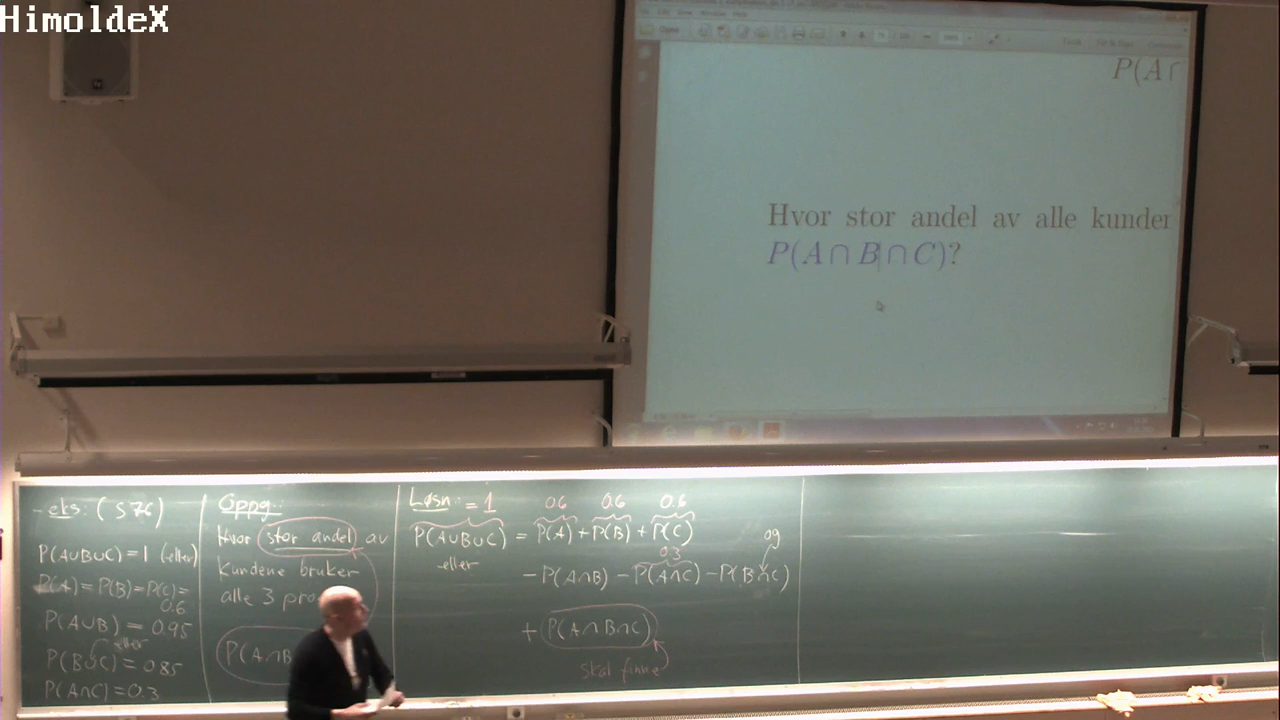 HimoldeX
P(A ∩
Hvor stor andel av alle kunder
P(A ∩ B ∩ C)?
- eks: (S 76)
P(A∪B∪C) = 1 (eller)
P(A) = P(B) = P(C) =
0.6
P(A∪B) = 0.95
eller
P(B∪C) = 0.85
P(A∩C) = 0.3
Oppg.:
Hvor stor andel av
kundene bruker
alle 3 pro
P(A∩B
Løsn: = 1 0.6 0.6 0.6
P(A∪B∪C) = P(A) + P(B) + P(C)
eller 0.3 og
- P(A∩B) - P(A∩C) - P(B∩C)
+ P(A∩B∩C)
skal finne